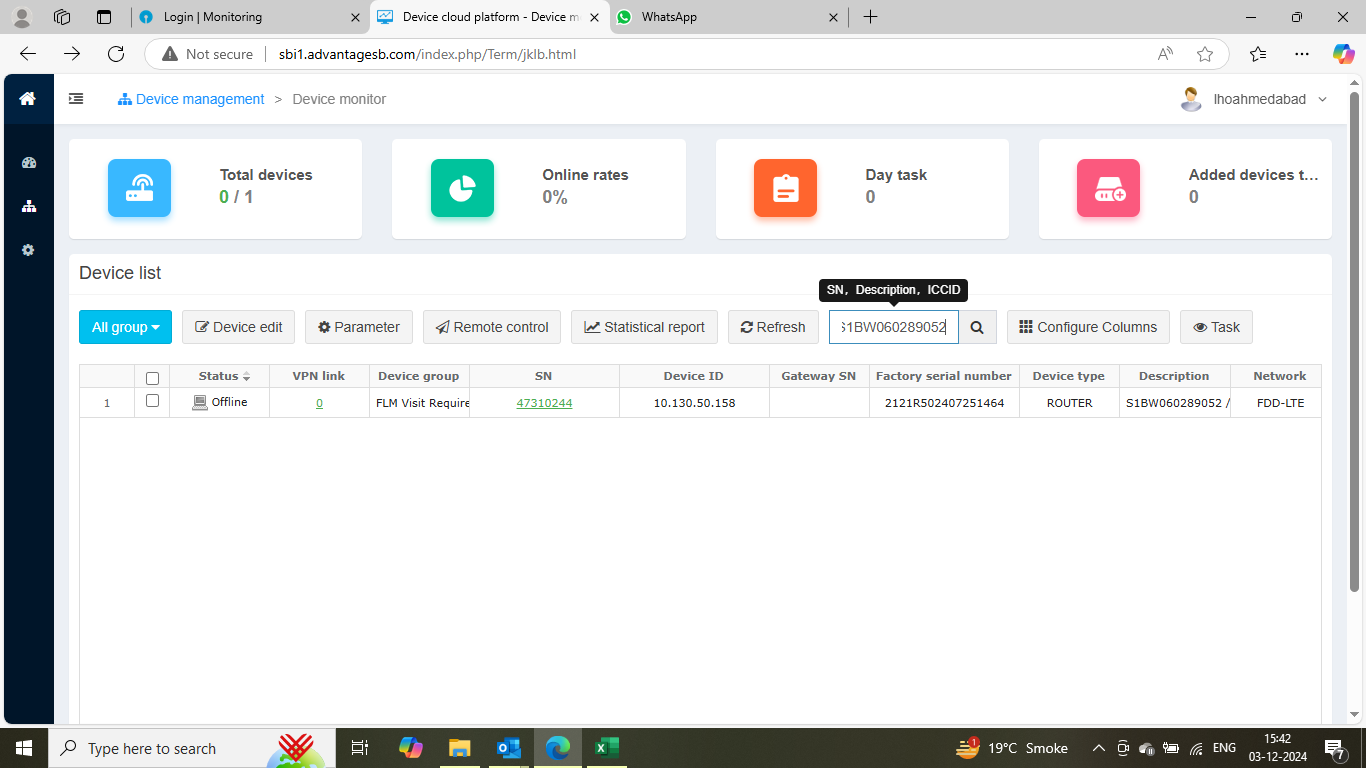 Login | Monitoring
Device cloud platform - Device m
WhatsApp
Not secure
sbi1.advantagesb.com/index.php/Term/jklb.html
Device management > Device monitor
lhoahmedabad
Total devices
0 / 1
Online rates
0%
Day task
0
Added devices t...
0
Device list
SN，Description，ICCID
All group
Device edit
Parameter
Remote control
Statistical report
Refresh
S1BW060289052
Configure Columns
Task
Status VPN link Device group SN Device ID Gateway SN Factory serial number Device type Description Network
1 Offline 0 FLM Visit Require 47310244 10.130.50.158 2121R502407251464 ROUTER S1BW060289052 / FDD-LTE
Type here to search
1
19°C Smoke
ENG
15:42
03-12-2024
7